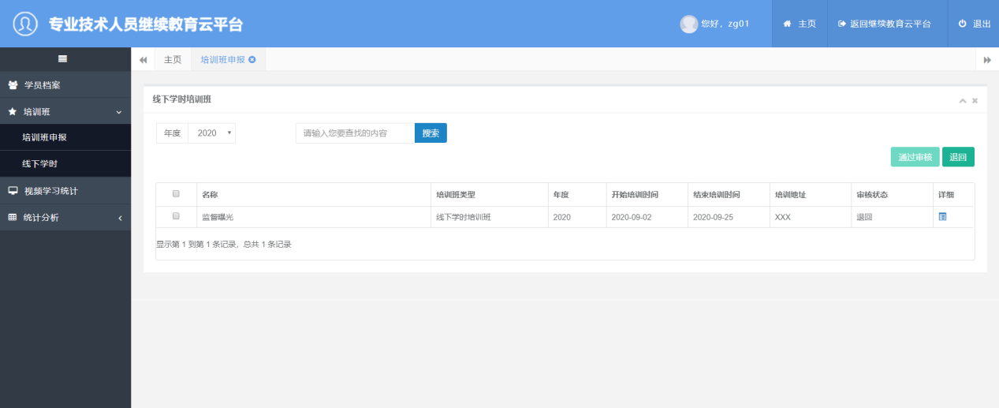 专业技术人员继续教育云平台
您好，zg01
主页
返回继续教育云平台
退出
主页
培训班申报
学员档案
培训班
培训班申报
线下学时
视频学习统计
统计分析
线下学时培训班
年度 2020 请输入您要查找的内容 搜索
通过审核 退回
名称 培训班类型 年度 开始培训时间 结束培训时间 培训地址 审核状态 详细
监督曝光 线下学时培训班 2020 2020-09-02 2020-09-25 XXX 退回
显示第 1 到第 1 条记录，总共 1 条记录